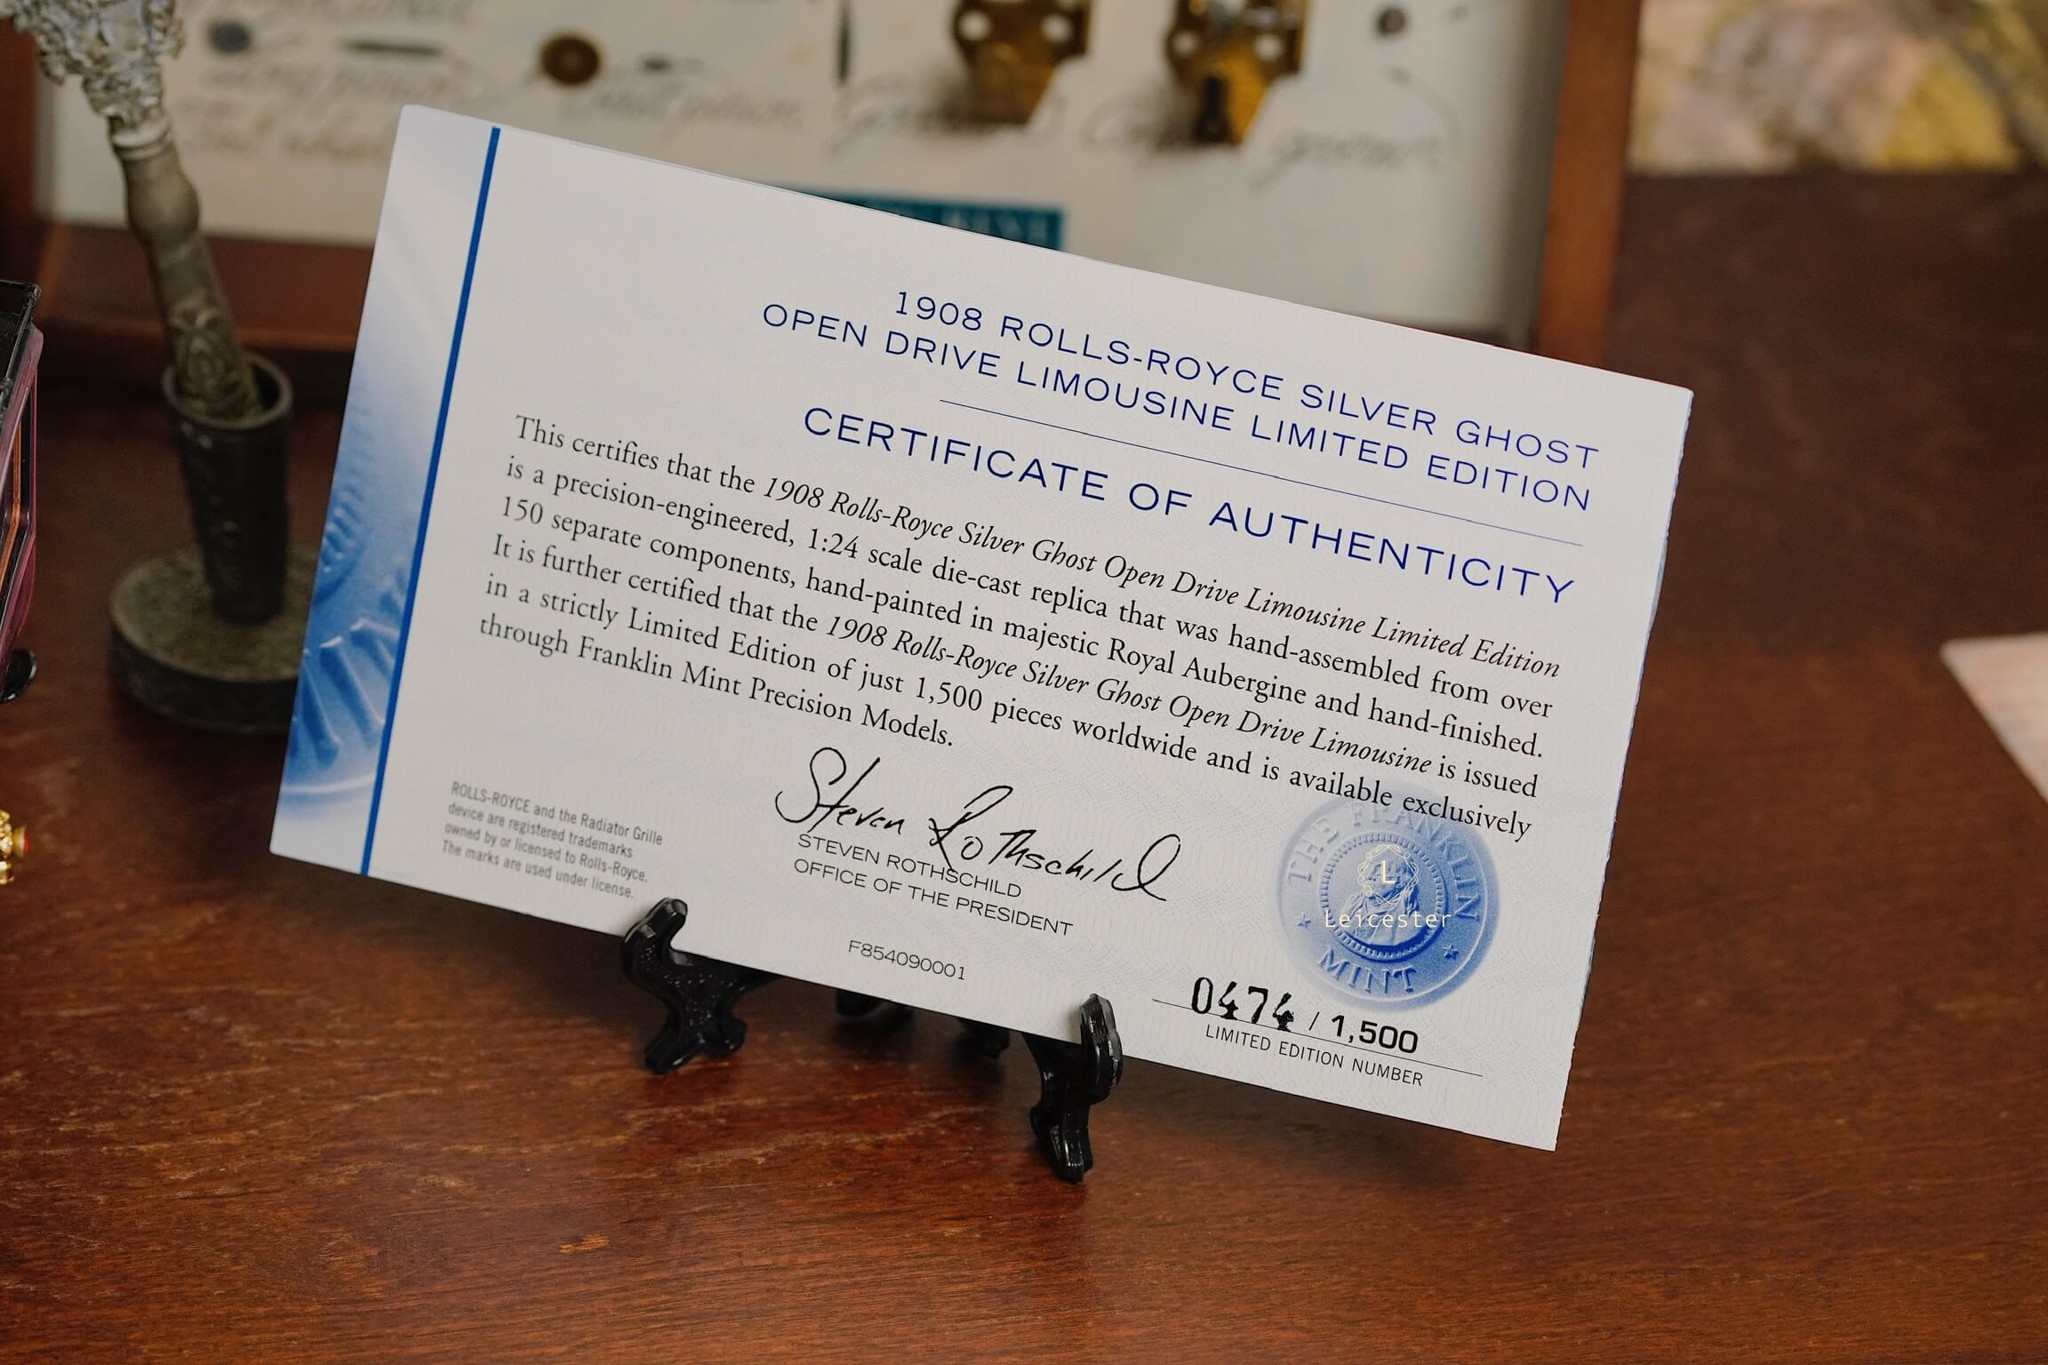 1908 ROLLS-ROYCE SILVER GHOST
OPEN DRIVE LIMOUSINE LIMITED EDITION
CERTIFICATE OF AUTHENTICITY
This certifies that the 1908 Rolls-Royce Silver Ghost Open Drive Limousine Limited Edition
is a precision-engineered, 1:24 scale die-cast replica that was hand-assembled from over
150 separate components, hand-painted in majestic Royal Aubergine and hand-finished.
It is further certified that the 1908 Rolls-Royce Silver Ghost Open Drive Limousine is issued
in a strictly Limited Edition of just 1,500 pieces worldwide and is available exclusively
through Franklin Mint Precision Models.
ROLLS-ROYCE and the Radiator Grille
device are registered trademarks
owned by or licensed to Rolls-Royce.
The marks are used under license.
Steven Rothschild
STEVEN ROTHSCHILD
OFFICE OF THE PRESIDENT
F854090001
THE FRANKLIN
MINT
L
Leicester
0474 / 1,500
LIMITED EDITION NUMBER